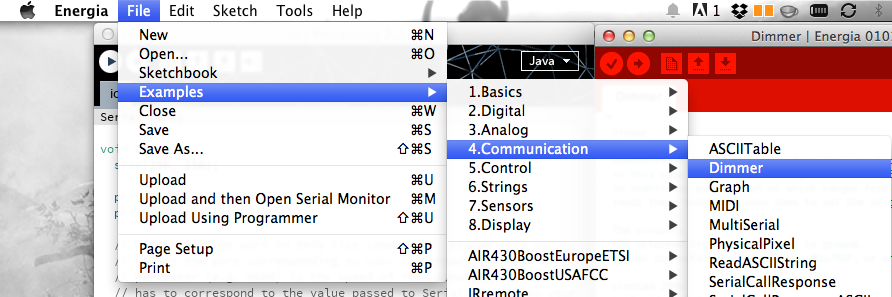 Energia File Edit Sketch Tools Help
1
New ⌘N
Open... ⌘O
Sketchbook
Examples
Close ⌘W
Save ⌘S
Save As... ⇧⌘S
Upload ⌘U
Upload and then Open Serial Monitor ⌘M
Upload Using Programmer ⇧⌘U
Page Setup ⇧⌘P
Print ⌘P
Java
// has to correspond to the value passed to Seri
1.Basics
2.Digital
3.Analog
4.Communication
5.Control
6.Strings
7.Sensors
8.Display
AIR430BoostEuropeETSI
AIR430BoostUSAFCC
IRremote
Dimmer | Energia 010
ASCIITable
Dimmer
Graph
MIDI
MultiSerial
PhysicalPixel
ReadASCIIString
SerialCallResponse
SerialCallResponseASCII